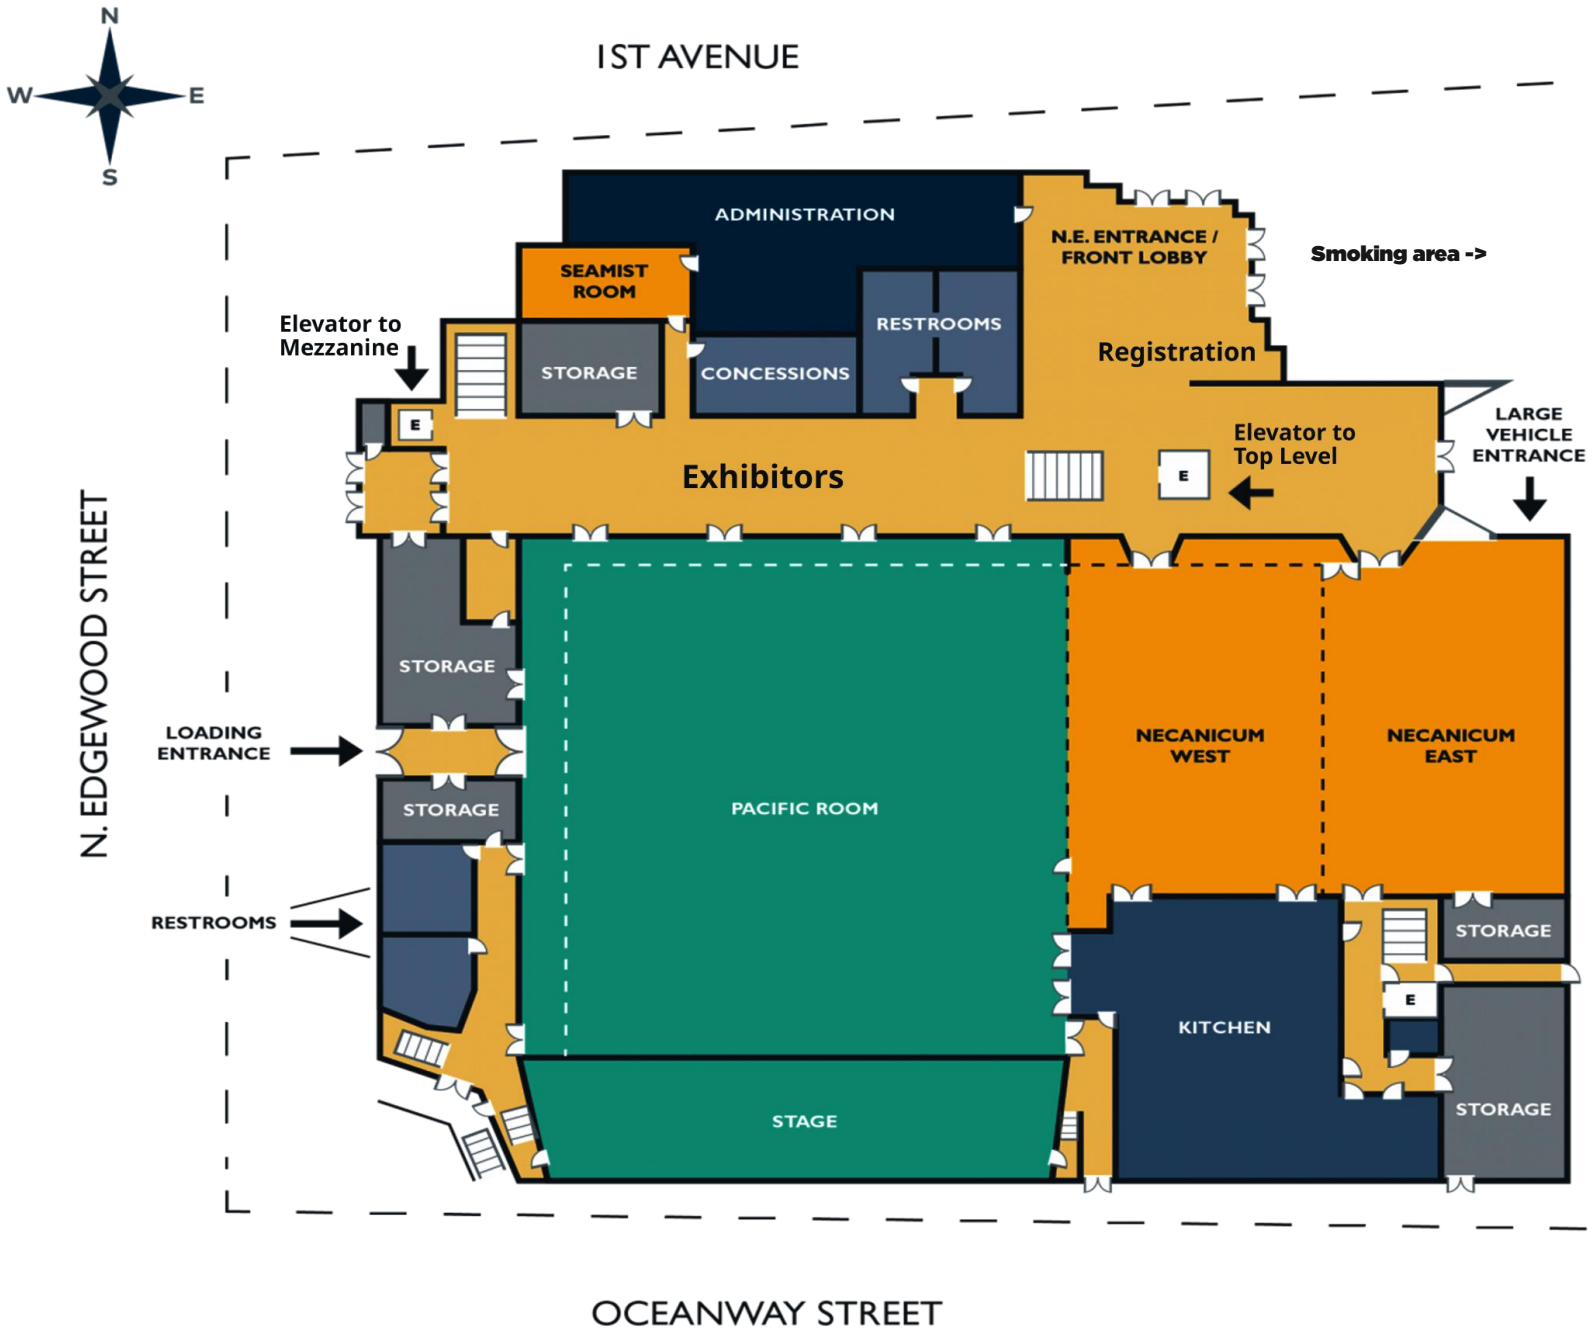 N
W
E
S
1ST AVENUE
ADMINISTRATION
N.E. ENTRANCE /
FRONT LOBBY
Smoking area ->
SEAMIST
ROOM
RESTROOMS
Elevator to
Mezzanine
Registration
STORAGE
CONCESSIONS
E
LARGE
VEHICLE
ENTRANCE
Elevator to
Top Level
Exhibitors
E
N. EDGEWOOD STREET
STORAGE
LOADING
ENTRANCE
NECANICUM
WEST
NECANICUM
EAST
STORAGE
PACIFIC ROOM
RESTROOMS
STORAGE
E
KITCHEN
STAGE
STORAGE
OCEANWAY STREET